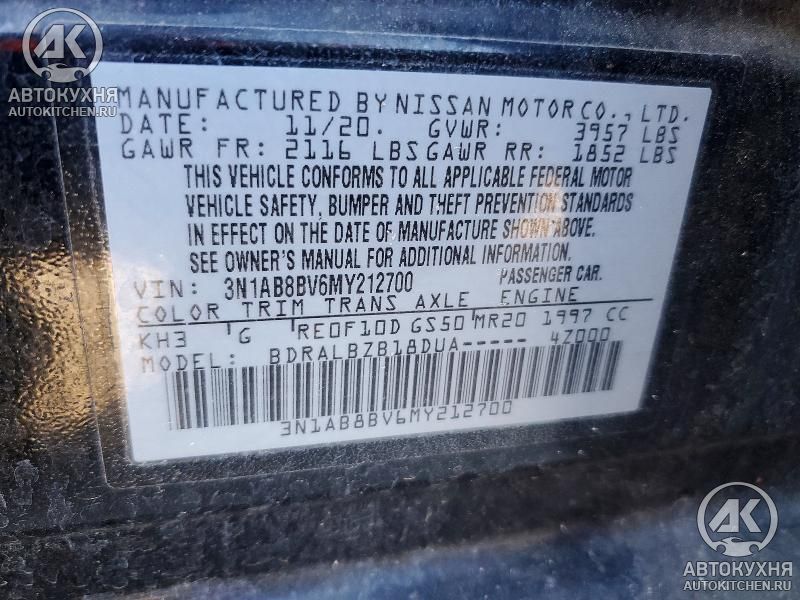 АК
АВТОКУХНЯ
AUTOKITCHEN.RU
MANUFACTURED BY NISSAN MOTOR CO., LTD.
DATE: 11/20. GVWR: 3957 LBS
GAWR FR: 2116 LBS GAWR RR: 1852 LBS
THIS VEHICLE CONFORMS TO ALL APPLICABLE FEDERAL MOTOR
VEHICLE SAFETY, BUMPER AND THEFT PREVENTION STANDARDS
IN EFFECT ON THE DATE OF MANUFACTURE SHOWN ABOVE.
SEE OWNER'S MANUAL FOR ADDITIONAL INFORMATION.
VIN: 3N1AB8BV6MY212700 PASSENGER CAR.
COLOR TRIM TRANS AXLE ENGINE
KH3 G RE0F10D GS50 MR20 1997 CC
MODEL: BDRALBZB18DUA----- 4Z000
3N1AB8BV6MY212700
АК
АВТОКУХНЯ
AUTOKITCHEN.RU